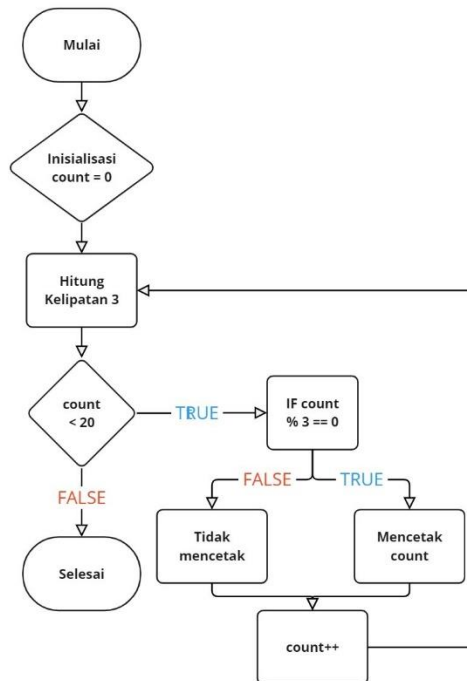 Mulai
Inisialisasi
count = 0
Hitung
Kelipatan 3
count
< 20
TRUE
IF count
% 3 == 0
FALSE
TRUE
FALSE
Tidak
mencetak
Mencetak
count
Selesai
count++